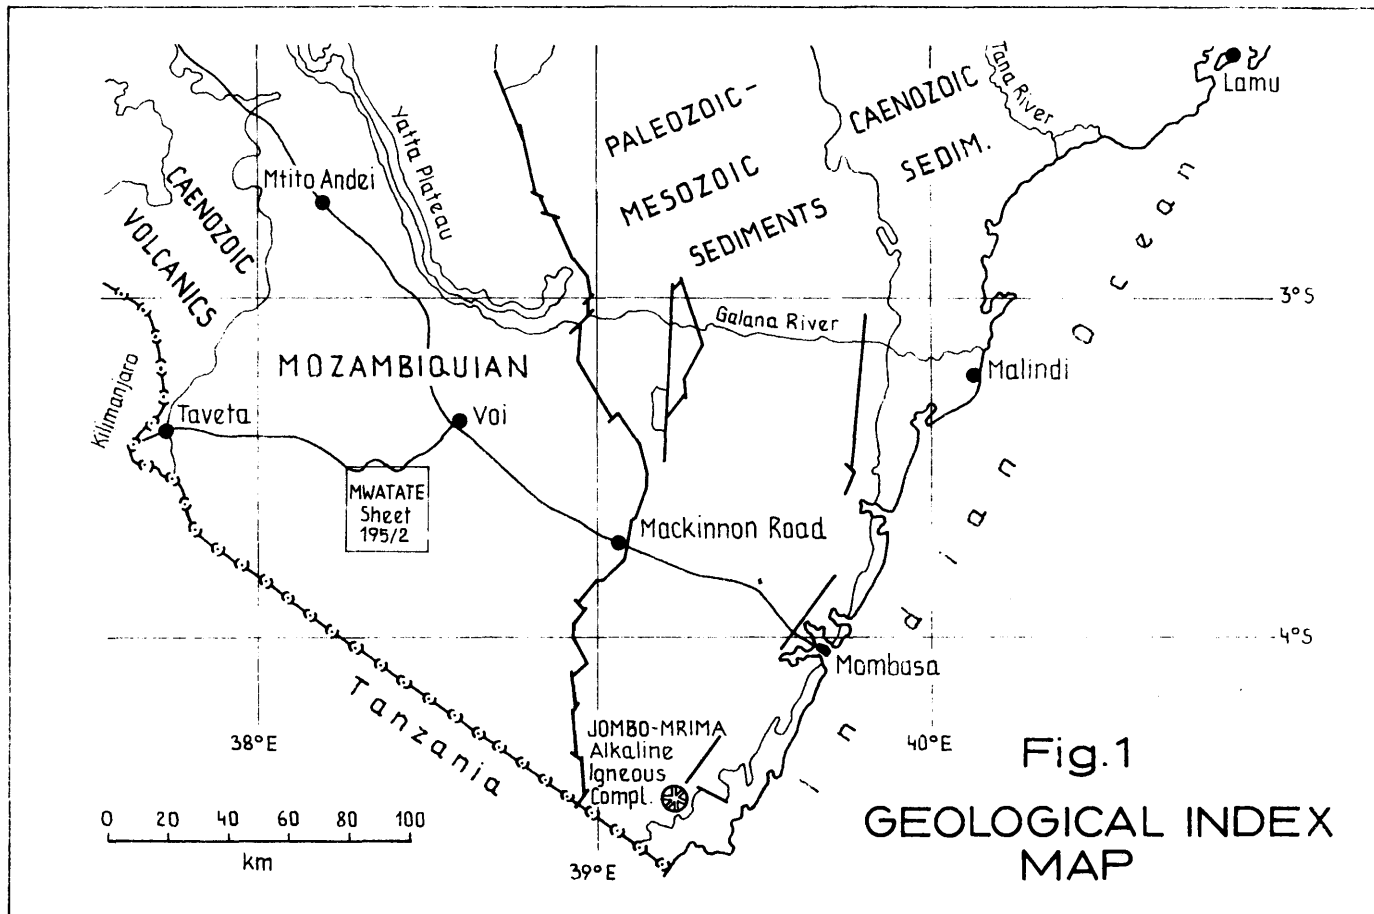 Lamu
Tana River
CAENOZOIC
SEDIM.
PALEOZOIC-
MESOZOIC
SEDIMENTS
Yatta Plateau
Mtito Andei
CAENOZOIC
VOLCANICS
3°S
Galana River
MOZAMBIQUIAN
Malindi
Kilimanjaro
Taveta
Voi
MWATATE
Sheet
195/2
Mackinnon Road
Indian Ocean
4°S
Mombasa
Tanzania
JOMBO-MRIMA
Alkaline
Igneous
Compl.
38°E
40°E
39°E
0 20 40 60 80 100
km
Fig.1
GEOLOGICAL INDEX
MAP